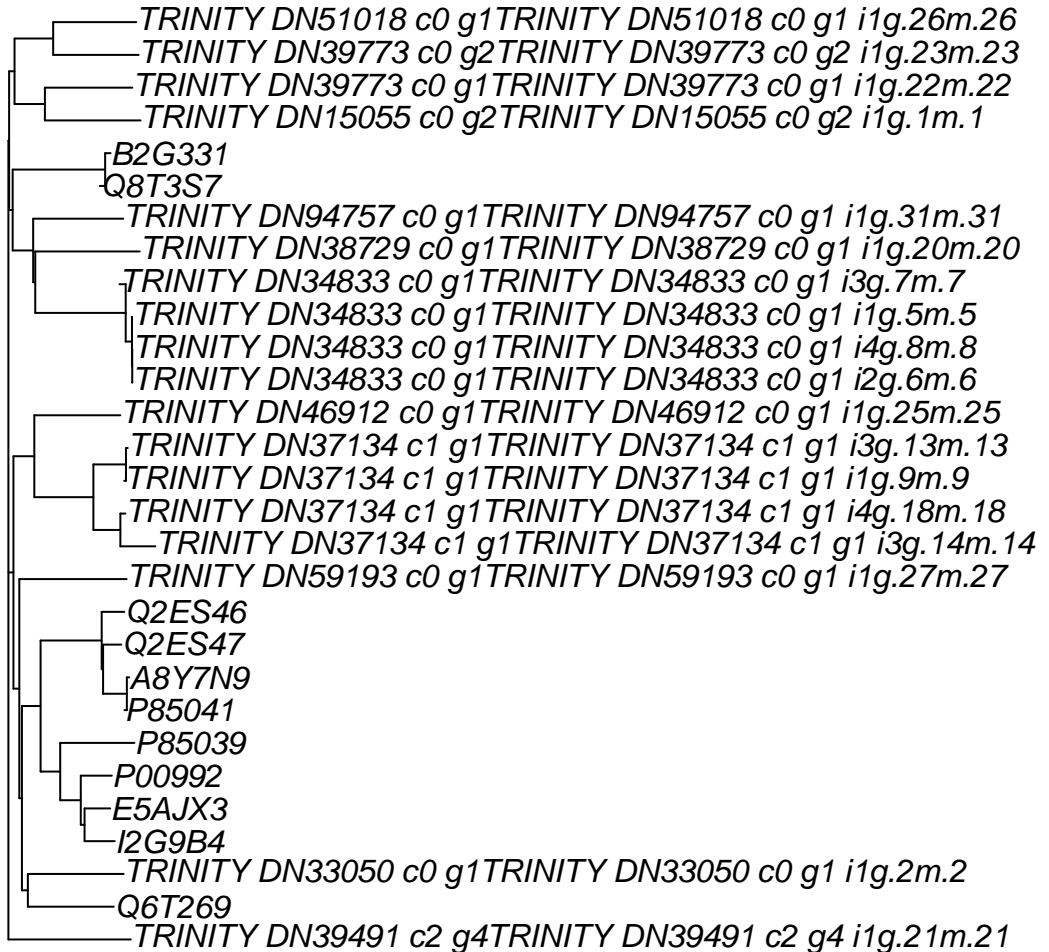 TRINITY DN51018 c0 g1TRINITY DN51018 c0 g1 i1g.26m.26
TRINITY DN39773 c0 g2TRINITY DN39773 c0 g2 i1g.23m.23
TRINITY DN39773 c0 g1TRINITY DN39773 c0 g1 i1g.22m.22
TRINITY DN15055 c0 g2TRINITY DN15055 c0 g2 i1g.1m.1
B2G331
Q8T3S7
TRINITY DN94757 c0 g1TRINITY DN94757 c0 g1 i1g.31m.31
TRINITY DN38729 c0 g1TRINITY DN38729 c0 g1 i1g.20m.20
TRINITY DN34833 c0 g1TRINITY DN34833 c0 g1 i3g.7m.7
TRINITY DN34833 c0 g1TRINITY DN34833 c0 g1 i1g.5m.5
TRINITY DN34833 c0 g1TRINITY DN34833 c0 g1 i4g.8m.8
TRINITY DN34833 c0 g1TRINITY DN34833 c0 g1 i2g.6m.6
TRINITY DN46912 c0 g1TRINITY DN46912 c0 g1 i1g.25m.25
TRINITY DN37134 c1 g1TRINITY DN37134 c1 g1 i3g.13m.13
TRINITY DN37134 c1 g1TRINITY DN37134 c1 g1 i1g.9m.9
TRINITY DN37134 c1 g1TRINITY DN37134 c1 g1 i4g.18m.18
TRINITY DN37134 c1 g1TRINITY DN37134 c1 g1 i3g.14m.14
TRINITY DN59193 c0 g1TRINITY DN59193 c0 g1 i1g.27m.27
Q2ES46
Q2ES47
A8Y7N9
P85041
P85039
P00992
E5AJX3
I2G9B4
TRINITY DN33050 c0 g1TRINITY DN33050 c0 g1 i1g.2m.2
Q6T269
TRINITY DN39491 c2 g4TRINITY DN39491 c2 g4 i1g.21m.21